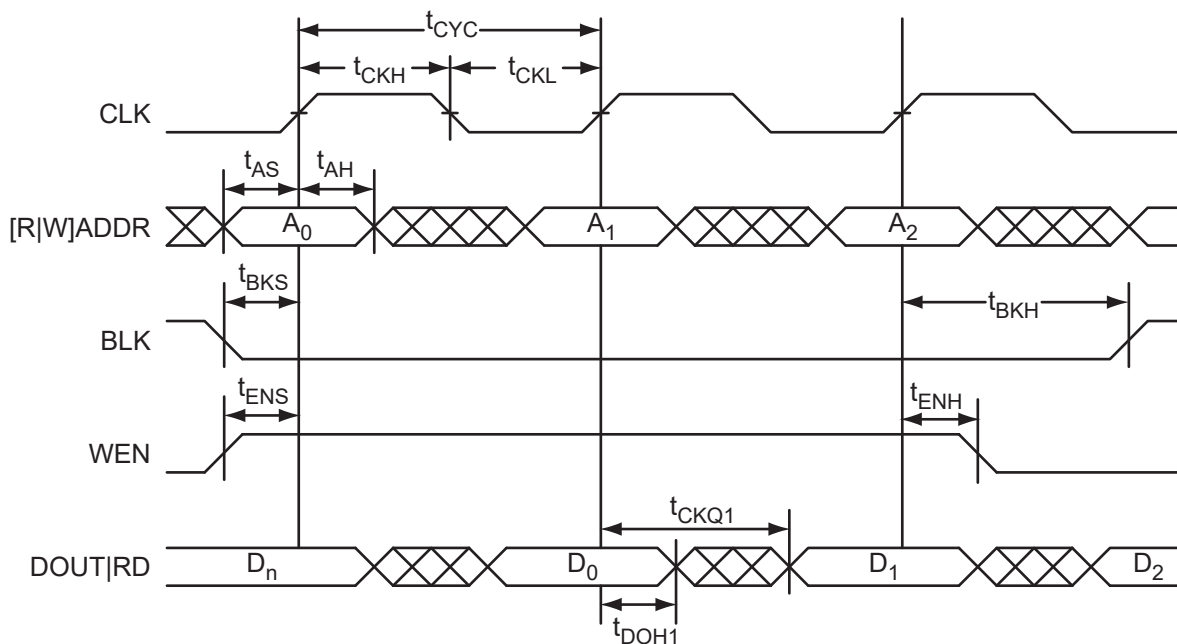 tCYC
tCKH tCKL
CLK
tAS tAH
[R|W]ADDR A0 A1 A2
tBKS tBKH
BLK
tENS tENH
WEN
tCKQ1
DOUT|RD Dn D0 D1 D2
tDOH1